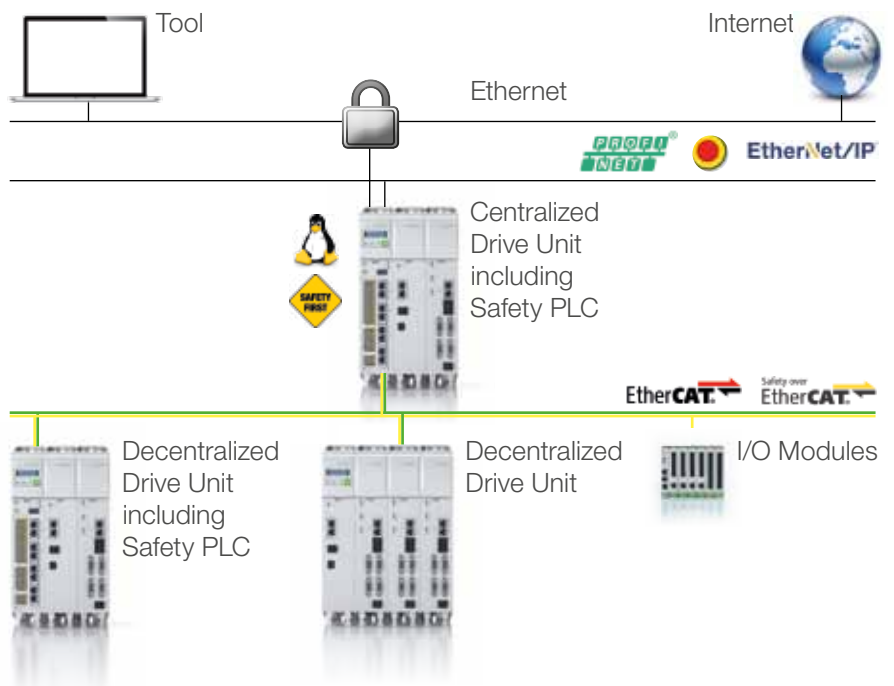 Tool
Internet
Ethernet
PROFI
NET
®
EtherNet/IP
Centralized
Drive Unit
including
Safety PLC
SAFETY
FIRST
EtherCAT
Safety over
EtherCAT
Decentralized
Drive Unit
including
Safety PLC
Decentralized
Drive Unit
I/O Modules